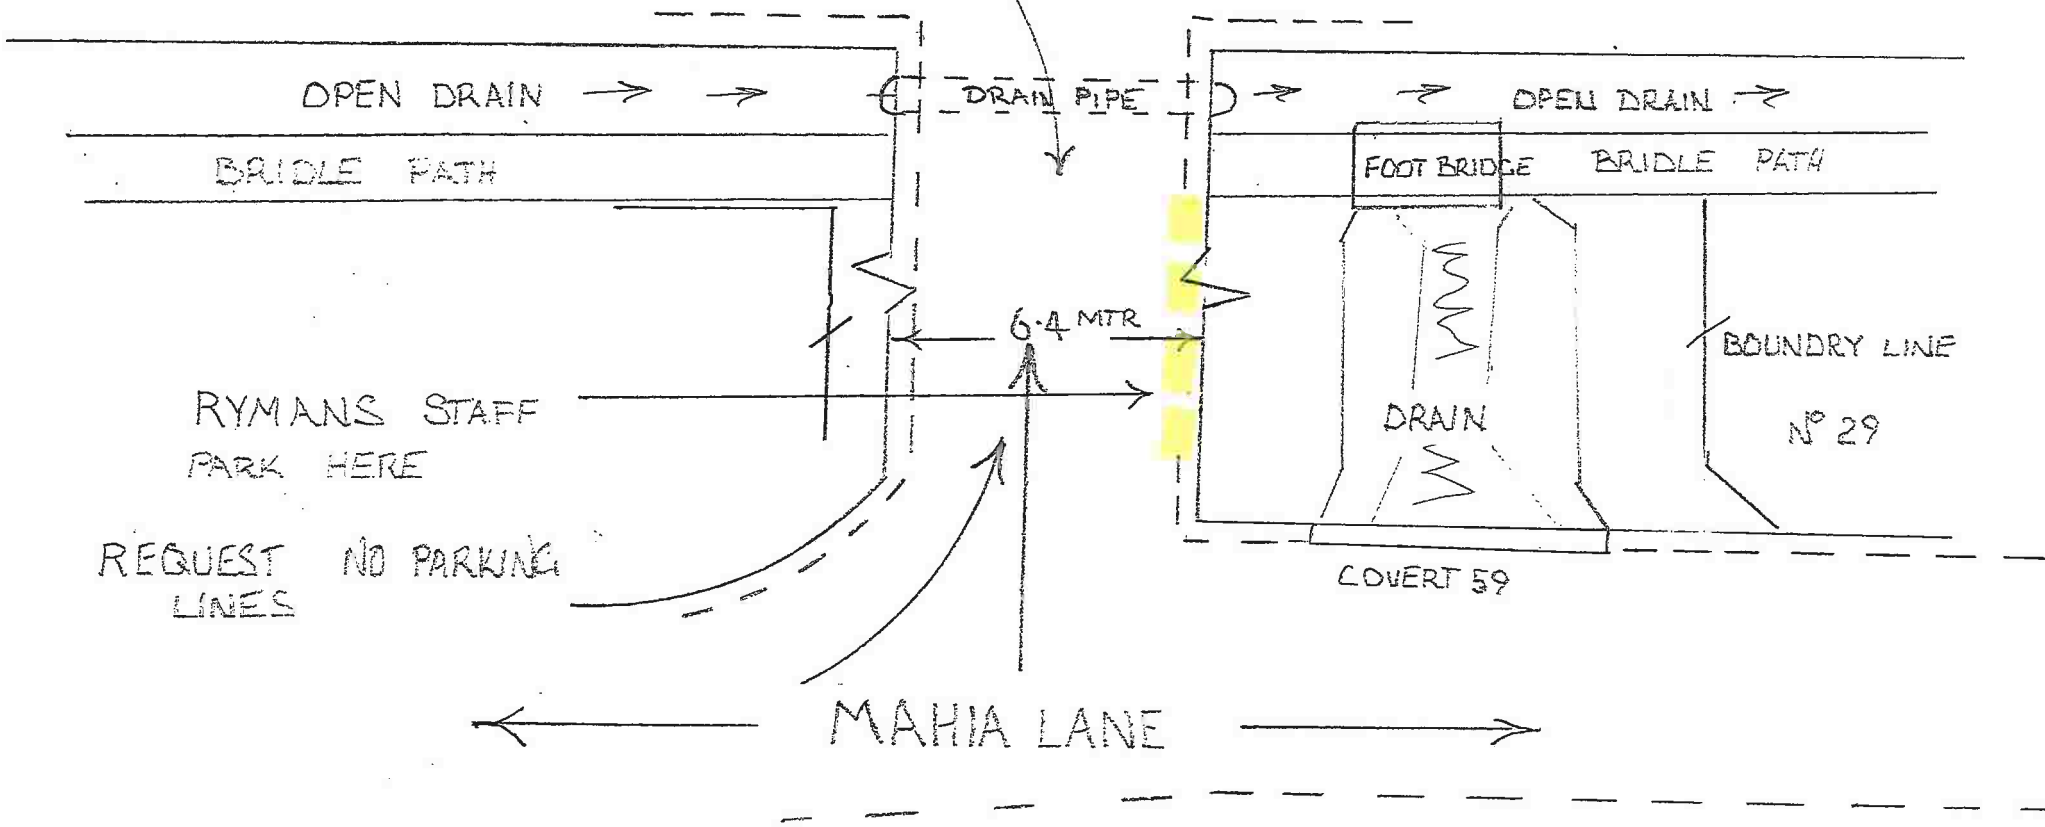 OPEN DRAIN
DRAIN PIPE
OPEN DRAIN
BRIDLE PATH
FOOT BRIDGE
BRIDLE PATH
6.4 MTR
BOUNDRY LINE
RYMANS STAFF
PARK HERE
DRAIN
Nº 29
REQUEST NO PARKING
LINES
COVERT 59
MAHIA LANE